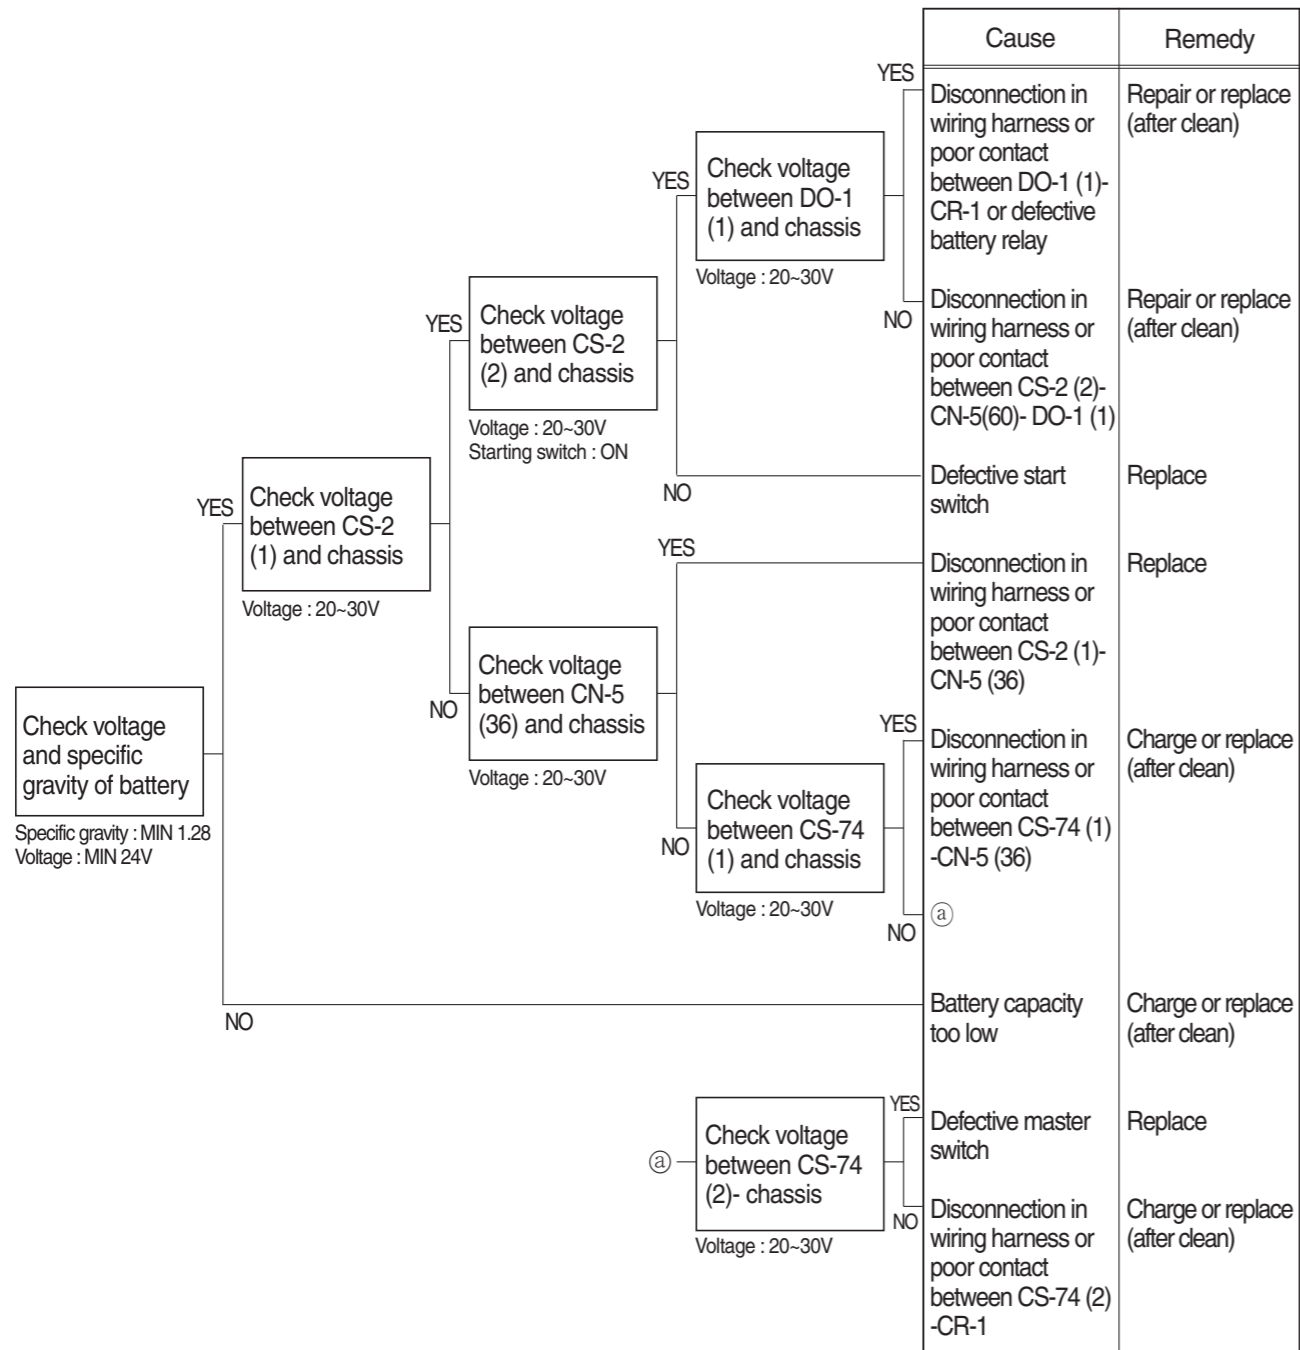 Cause
Remedy
YES
Disconnection in
wiring harness or
poor contact
between DO-1 (1)-
CR-1 or defective
battery relay
Repair or replace
(after clean)
YES
Check voltage
between DO-1
(1) and chassis
Voltage : 20~30V
NO
Disconnection in
wiring harness or
poor contact
between CS-2 (2)-
CN-5(60)- DO-1 (1)
Repair or replace
(after clean)
YES
Check voltage
between CS-2
(2) and chassis
Voltage : 20~30V
Starting switch : ON
NO
Defective start
switch
Replace
YES
Check voltage
between CS-2
(1) and chassis
Voltage : 20~30V
YES
Disconnection in
wiring harness or
poor contact
between CS-2 (1)-
CN-5 (36)
Replace
NO
Check voltage
between CN-5
(36) and chassis
Voltage : 20~30V
Check voltage
and specific
gravity of battery
Specific gravity : MIN 1.28
Voltage : MIN 24V
YES
Disconnection in
wiring harness or
poor contact
between CS-74 (1)
-CN-5 (36)
Charge or replace
(after clean)
NO
Check voltage
between CS-74
(1) and chassis
Voltage : 20~30V
NO
ⓐ
NO
Battery capacity
too low
Charge or replace
(after clean)
ⓐ
Check voltage
between CS-74
(2)- chassis
Voltage : 20~30V
YES
Defective master
switch
Replace
NO
Disconnection in
wiring harness or
poor contact
between CS-74 (2)
-CR-1
Charge or replace
(after clean)